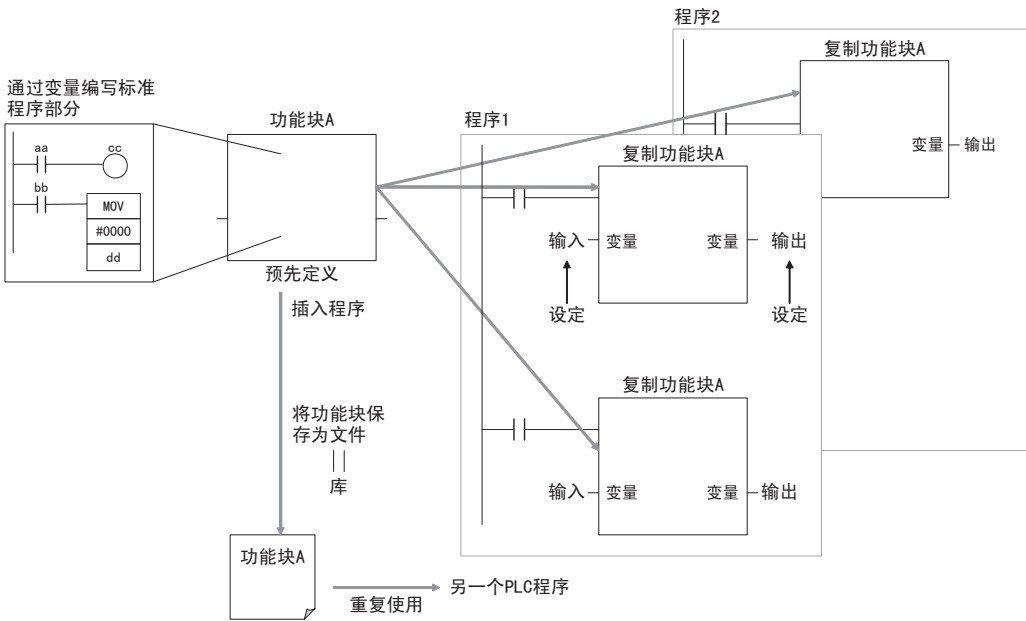 程序2
复制功能块A
变量
输出
通过变量编写标准
程序部分
aa
cc
bb
MOV
#0000
dd
功能块A
预先定义
插入程序
程序1
复制功能块A
输入
变量
变量
输出
设定
设定
复制功能块A
输入
变量
变量
输出
将功能块保
存为文件
库
功能块A
重复使用
另一个PLC程序